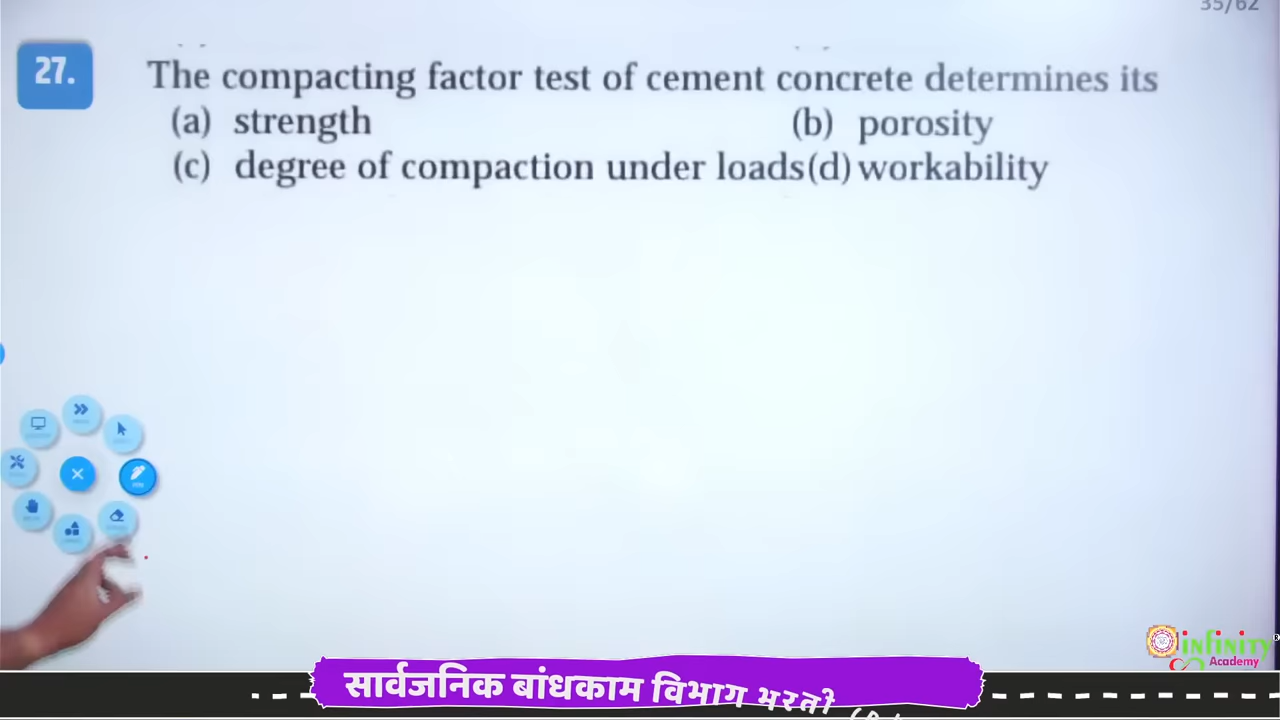 35/62
27. The compacting factor test of cement concrete determines its
(a) strength (b) porosity
(c) degree of compaction under loads (d) workability
infinity
Academy
सार्वजनिक बांधकाम विभाग भरती